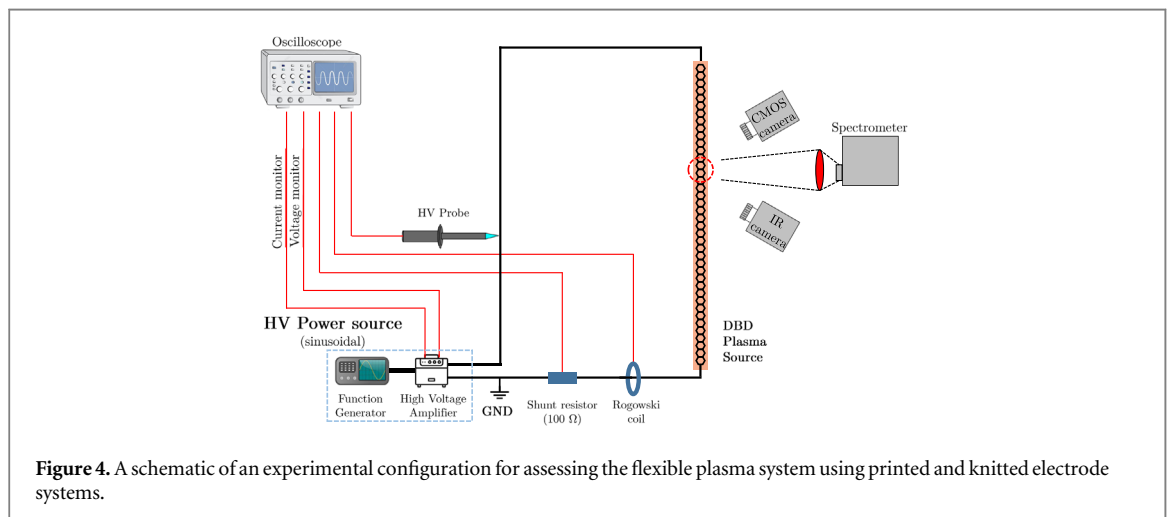 Oscilloscope
Current monitor
Voltage monitor
HV Probe
CMOS
camera
Spectrometer
IR
camera
HV Power source
(sinusoidal)
DBD
Plasma
Source
Function
Generator
High Voltage
Amplifier
GND
Shunt resistor
(100 Ω)
Rogowski
coil
Figure 4. A schematic of an experimental configuration for assessing the flexible plasma system using printed and knitted electrode
systems.